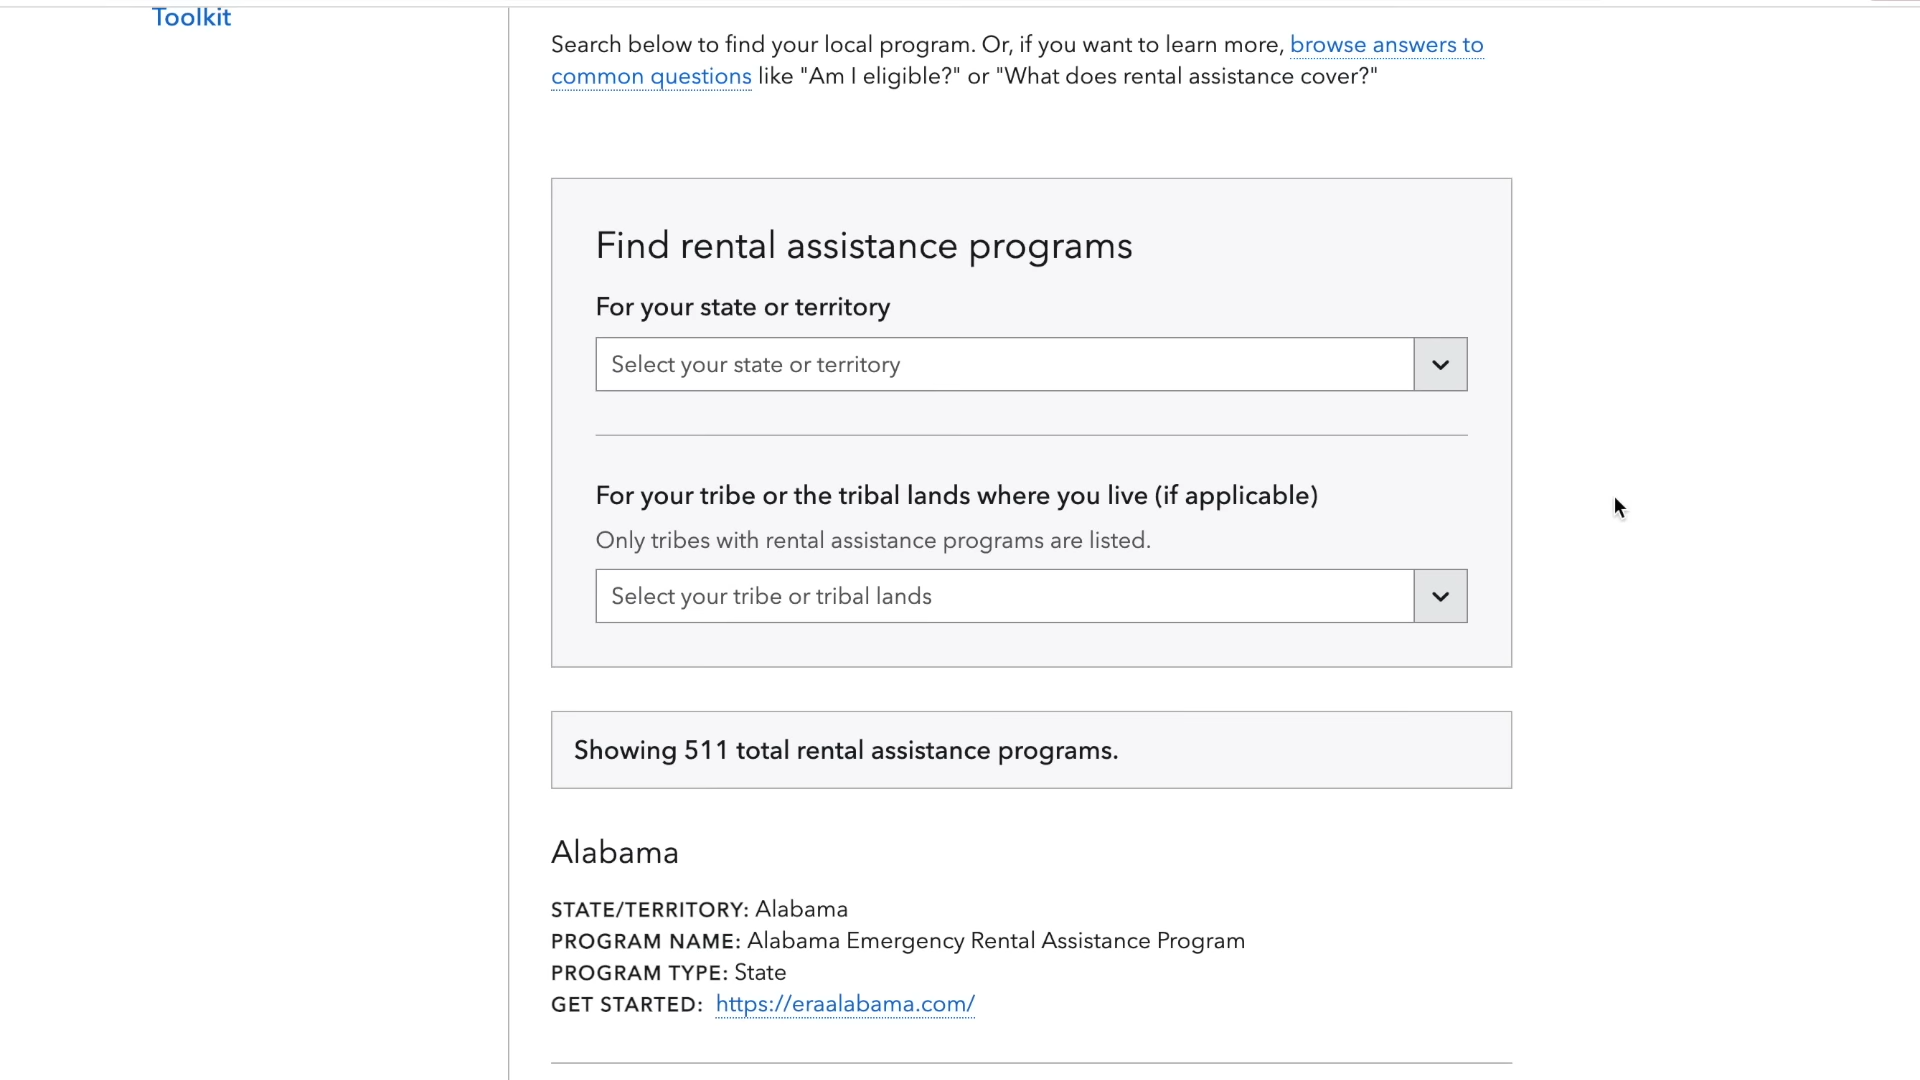 Toolkit
Search below to find your local program. Or, if you want to learn more, browse answers to
common questions like "Am I eligible?" or "What does rental assistance cover?"
Find rental assistance programs
For your state or territory
Select your state or territory
For your tribe or the tribal lands where you live (if applicable)
Only tribes with rental assistance programs are listed.
Select your tribe or tribal lands
Showing 511 total rental assistance programs.
Alabama
STATE/TERRITORY: Alabama
PROGRAM NAME: Alabama Emergency Rental Assistance Program
PROGRAM TYPE: State
GET STARTED: https://eraalabama.com/